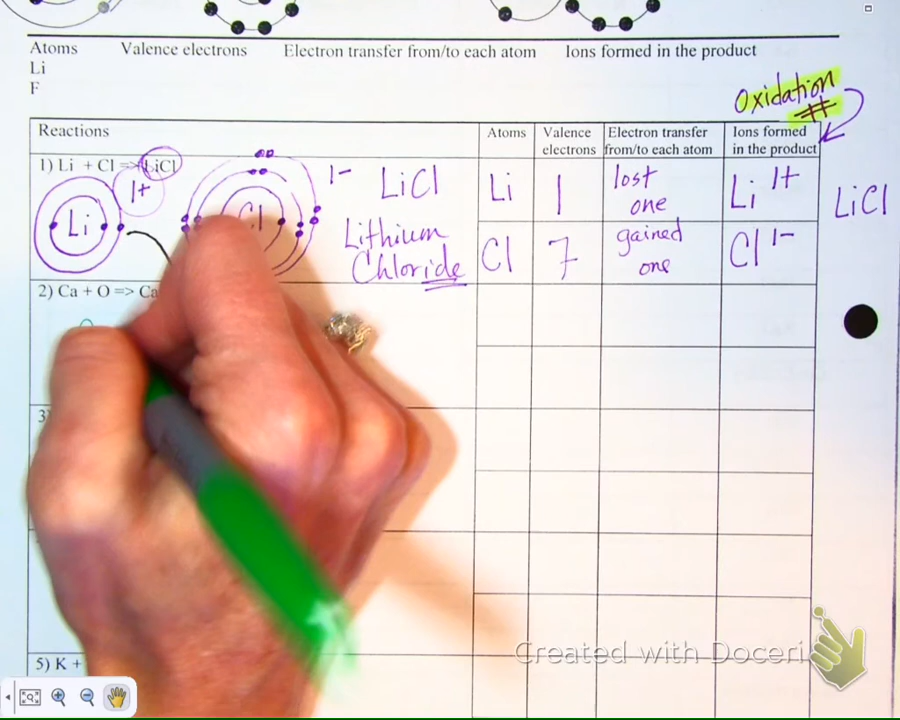 Atoms Valence electrons Electron transfer from/to each atom Ions formed in the product
Li
F
Oxidation
#
Reactions Atoms Valence electrons Electron transfer from/to each atom Ions formed in the product
1) Li + Cl => LiCl
1+
Li
Cl
1-
LiCl
Lithium
Chloride
Li 1 lost one Li 1+
Cl 7 gained one Cl 1-
LiCl
2) Ca + O => Ca
3)
5) K +
Created with Doceri